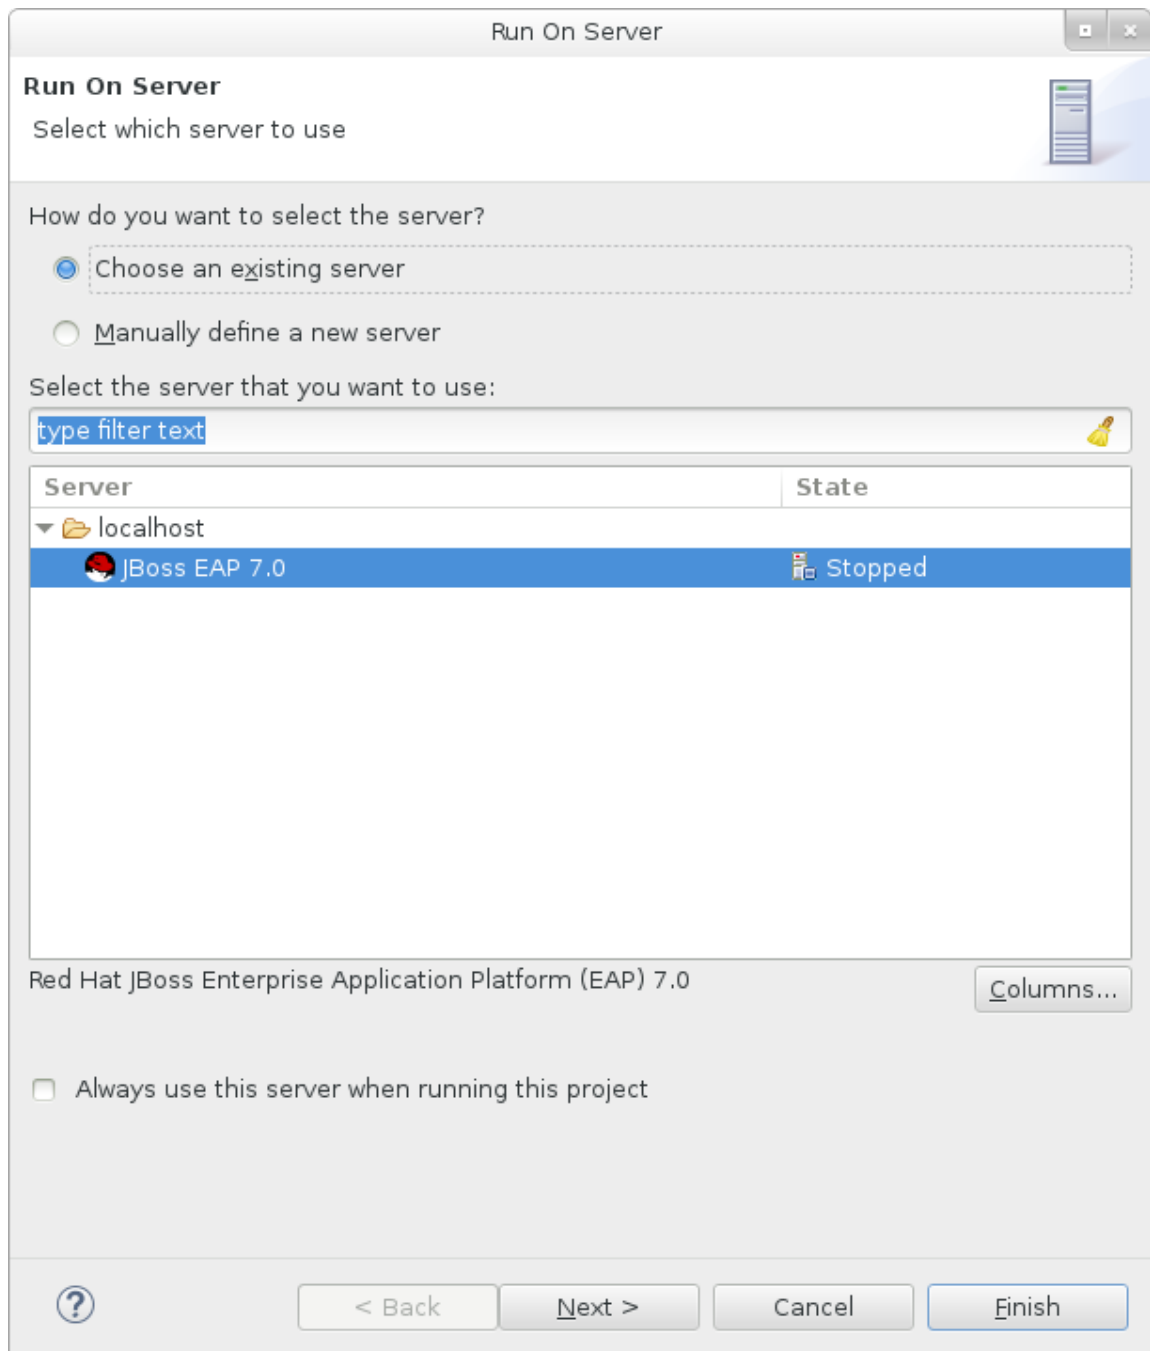 Run On Server
Run On Server
Select which server to use
How do you want to select the server?
Choose an existing server
Manually define a new server
Select the server that you want to use:
type filter text
Server State
localhost
JBoss EAP 7.0 Stopped
Red Hat JBoss Enterprise Application Platform (EAP) 7.0
Columns...
Always use this server when running this project
? < Back Next > Cancel Finish